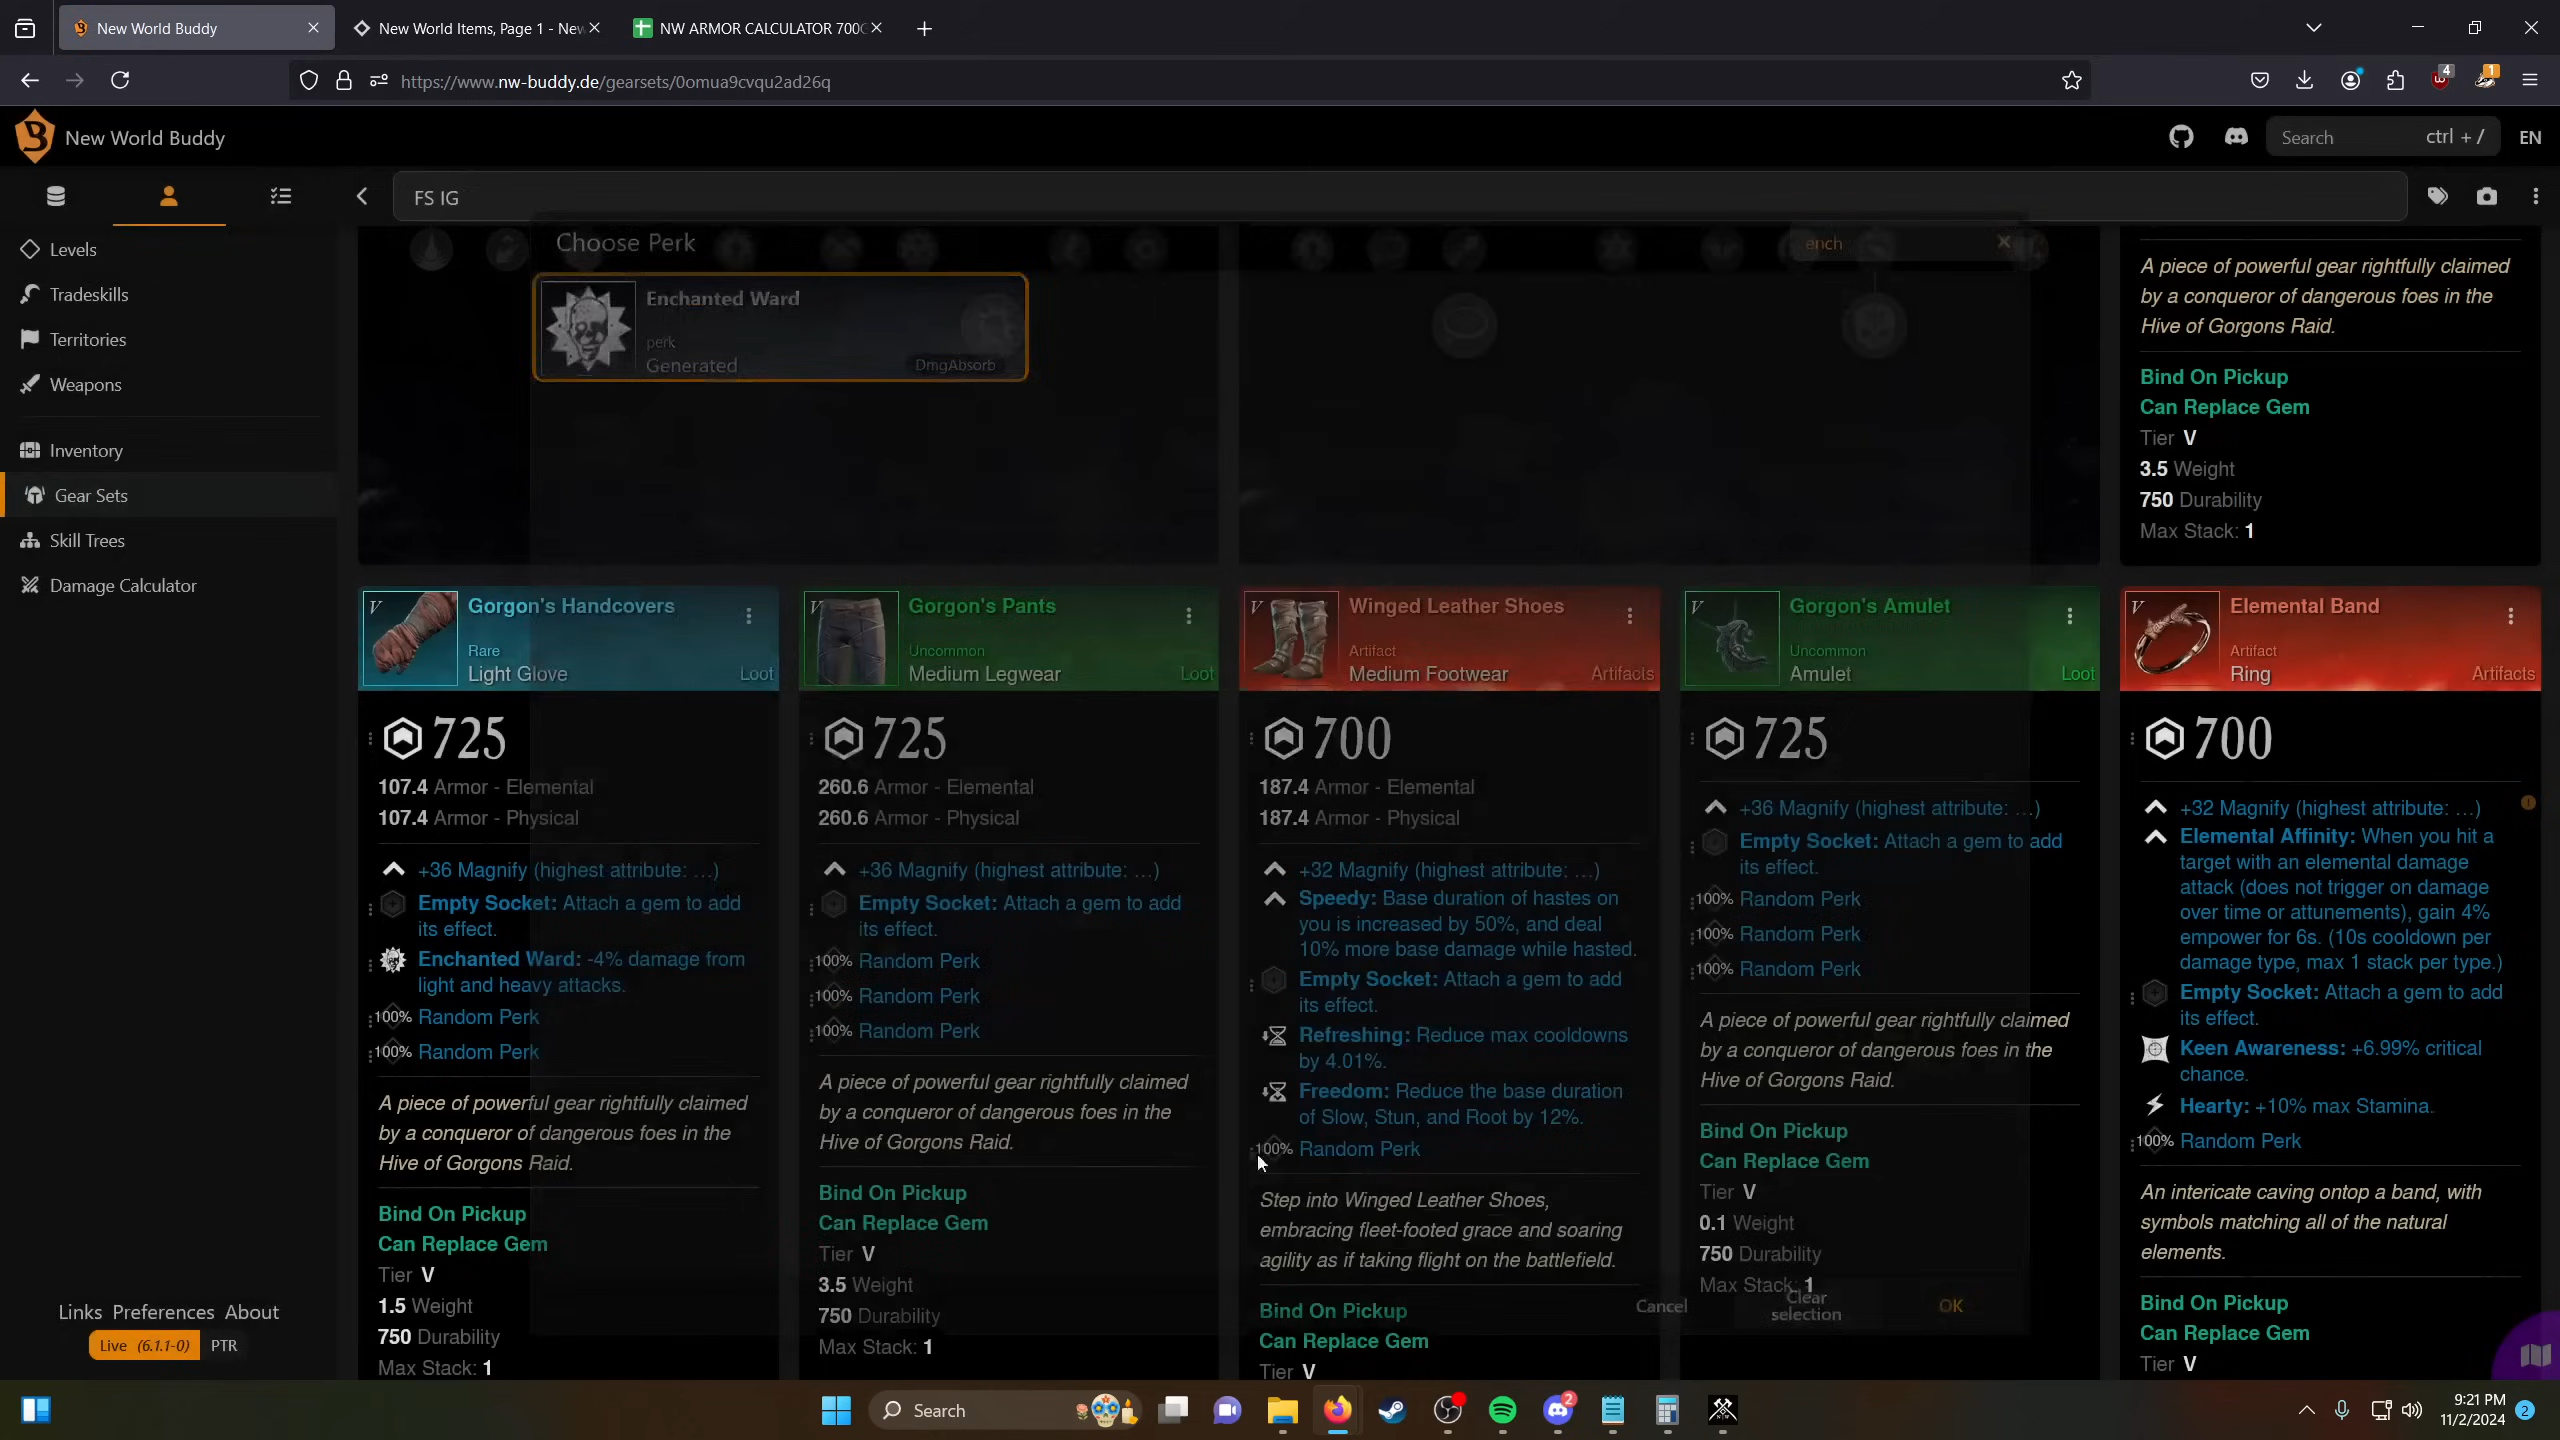 New World Buddy
New World Items, Page 1 - New
NW ARMOR CALCULATOR 700G
https://www.nw-buddy.de/gearsets/0omua9cvqu2ad26q
4
1
New World Buddy
Search ctrl + /
EN
FS IG
Levels
Tradeskills
Territories
Weapons
Inventory
Gear Sets
Skill Trees
Damage Calculator
Links Preferences About
Live (6.1.1-0) PTR
Choose Perk
ench
Enchanted Ward
perk
Generated
DmgAbsorb
A piece of powerful gear rightfully claimed
by a conqueror of dangerous foes in the
Hive of Gorgons Raid.
Bind On Pickup
Can Replace Gem
Tier V
3.5 Weight
750 Durability
Max Stack: 1
V
Gorgon's Handcovers
Rare
Light Glove
Loot
725
107.4 Armor - Elemental
107.4 Armor - Physical
+36 Magnify (highest attribute: ...)
Empty Socket: Attach a gem to add
its effect.
Enchanted Ward: -4% damage from
light and heavy attacks.
100% Random Perk
100% Random Perk
A piece of powerful gear rightfully claimed
by a conqueror of dangerous foes in the
Hive of Gorgons Raid.
Bind On Pickup
Can Replace Gem
Tier V
1.5 Weight
750 Durability
Max Stack: 1
V
Gorgon's Pants
Uncommon
Medium Legwear
Loot
725
260.6 Armor - Elemental
260.6 Armor - Physical
+36 Magnify (highest attribute: ...)
Empty Socket: Attach a gem to add
its effect.
100% Random Perk
100% Random Perk
100% Random Perk
A piece of powerful gear rightfully claimed
by a conqueror of dangerous foes in the
Hive of Gorgons Raid.
Bind On Pickup
Can Replace Gem
Tier V
3.5 Weight
750 Durability
Max Stack: 1
V
Winged Leather Shoes
Artifact
Medium Footwear
Artifacts
700
187.4 Armor - Elemental
187.4 Armor - Physical
+32 Magnify (highest attribute: ...)
Speedy: Base duration of hastes on
you is increased by 50%, and deal
10% more base damage while hasted.
Empty Socket: Attach a gem to add
its effect.
Refreshing: Reduce max cooldowns
by 4.01%.
Freedom: Reduce the base duration
of Slow, Stun, and Root by 12%.
100% Random Perk
Step into Winged Leather Shoes,
embracing fleet-footed grace and soaring
agility as if taking flight on the battlefield.
Bind On Pickup
Can Replace Gem
Tier V
V
Gorgon's Amulet
Uncommon
Amulet
Loot
725
+36 Magnify (highest attribute: ...)
Empty Socket: Attach a gem to add
its effect.
100% Random Perk
100% Random Perk
100% Random Perk
A piece of powerful gear rightfully claimed
by a conqueror of dangerous foes in the
Hive of Gorgons Raid.
Bind On Pickup
Can Replace Gem
Tier V
0.1 Weight
750 Durability
Max Stack: 1
Cancel
Clear
selection
OK
V
Elemental Band
Artifact
Ring
Artifacts
700
+32 Magnify (highest attribute: ...)
Elemental Affinity: When you hit a
target with an elemental damage
attack (does not trigger on damage
over time or attunements), gain 4%
empower for 6s. (10s cooldown per
damage type, max 1 stack per type.)
Empty Socket: Attach a gem to add
its effect.
Keen Awareness: +6.99% critical
chance.
Hearty: +10% max Stamina.
100% Random Perk
An intericate caving ontop a band, with
symbols matching all of the natural
elements.
Bind On Pickup
Can Replace Gem
Tier V
Search
2
9:21 PM
11/2/2024
2